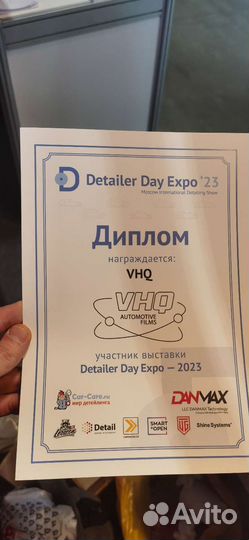 Detailer Day Expo '23
Moscow International Detailing Show
Диплом
награждается:
VHQ
VHQ
AUTOMOTIVE
FILMS
участник выставки
Detailer Day Expo — 2023
Car-Care.ru
мир детейлинга
DANMAX
LLC DANMAX Technology
Detail
SMART
OPEN
Shine Systems
Avito